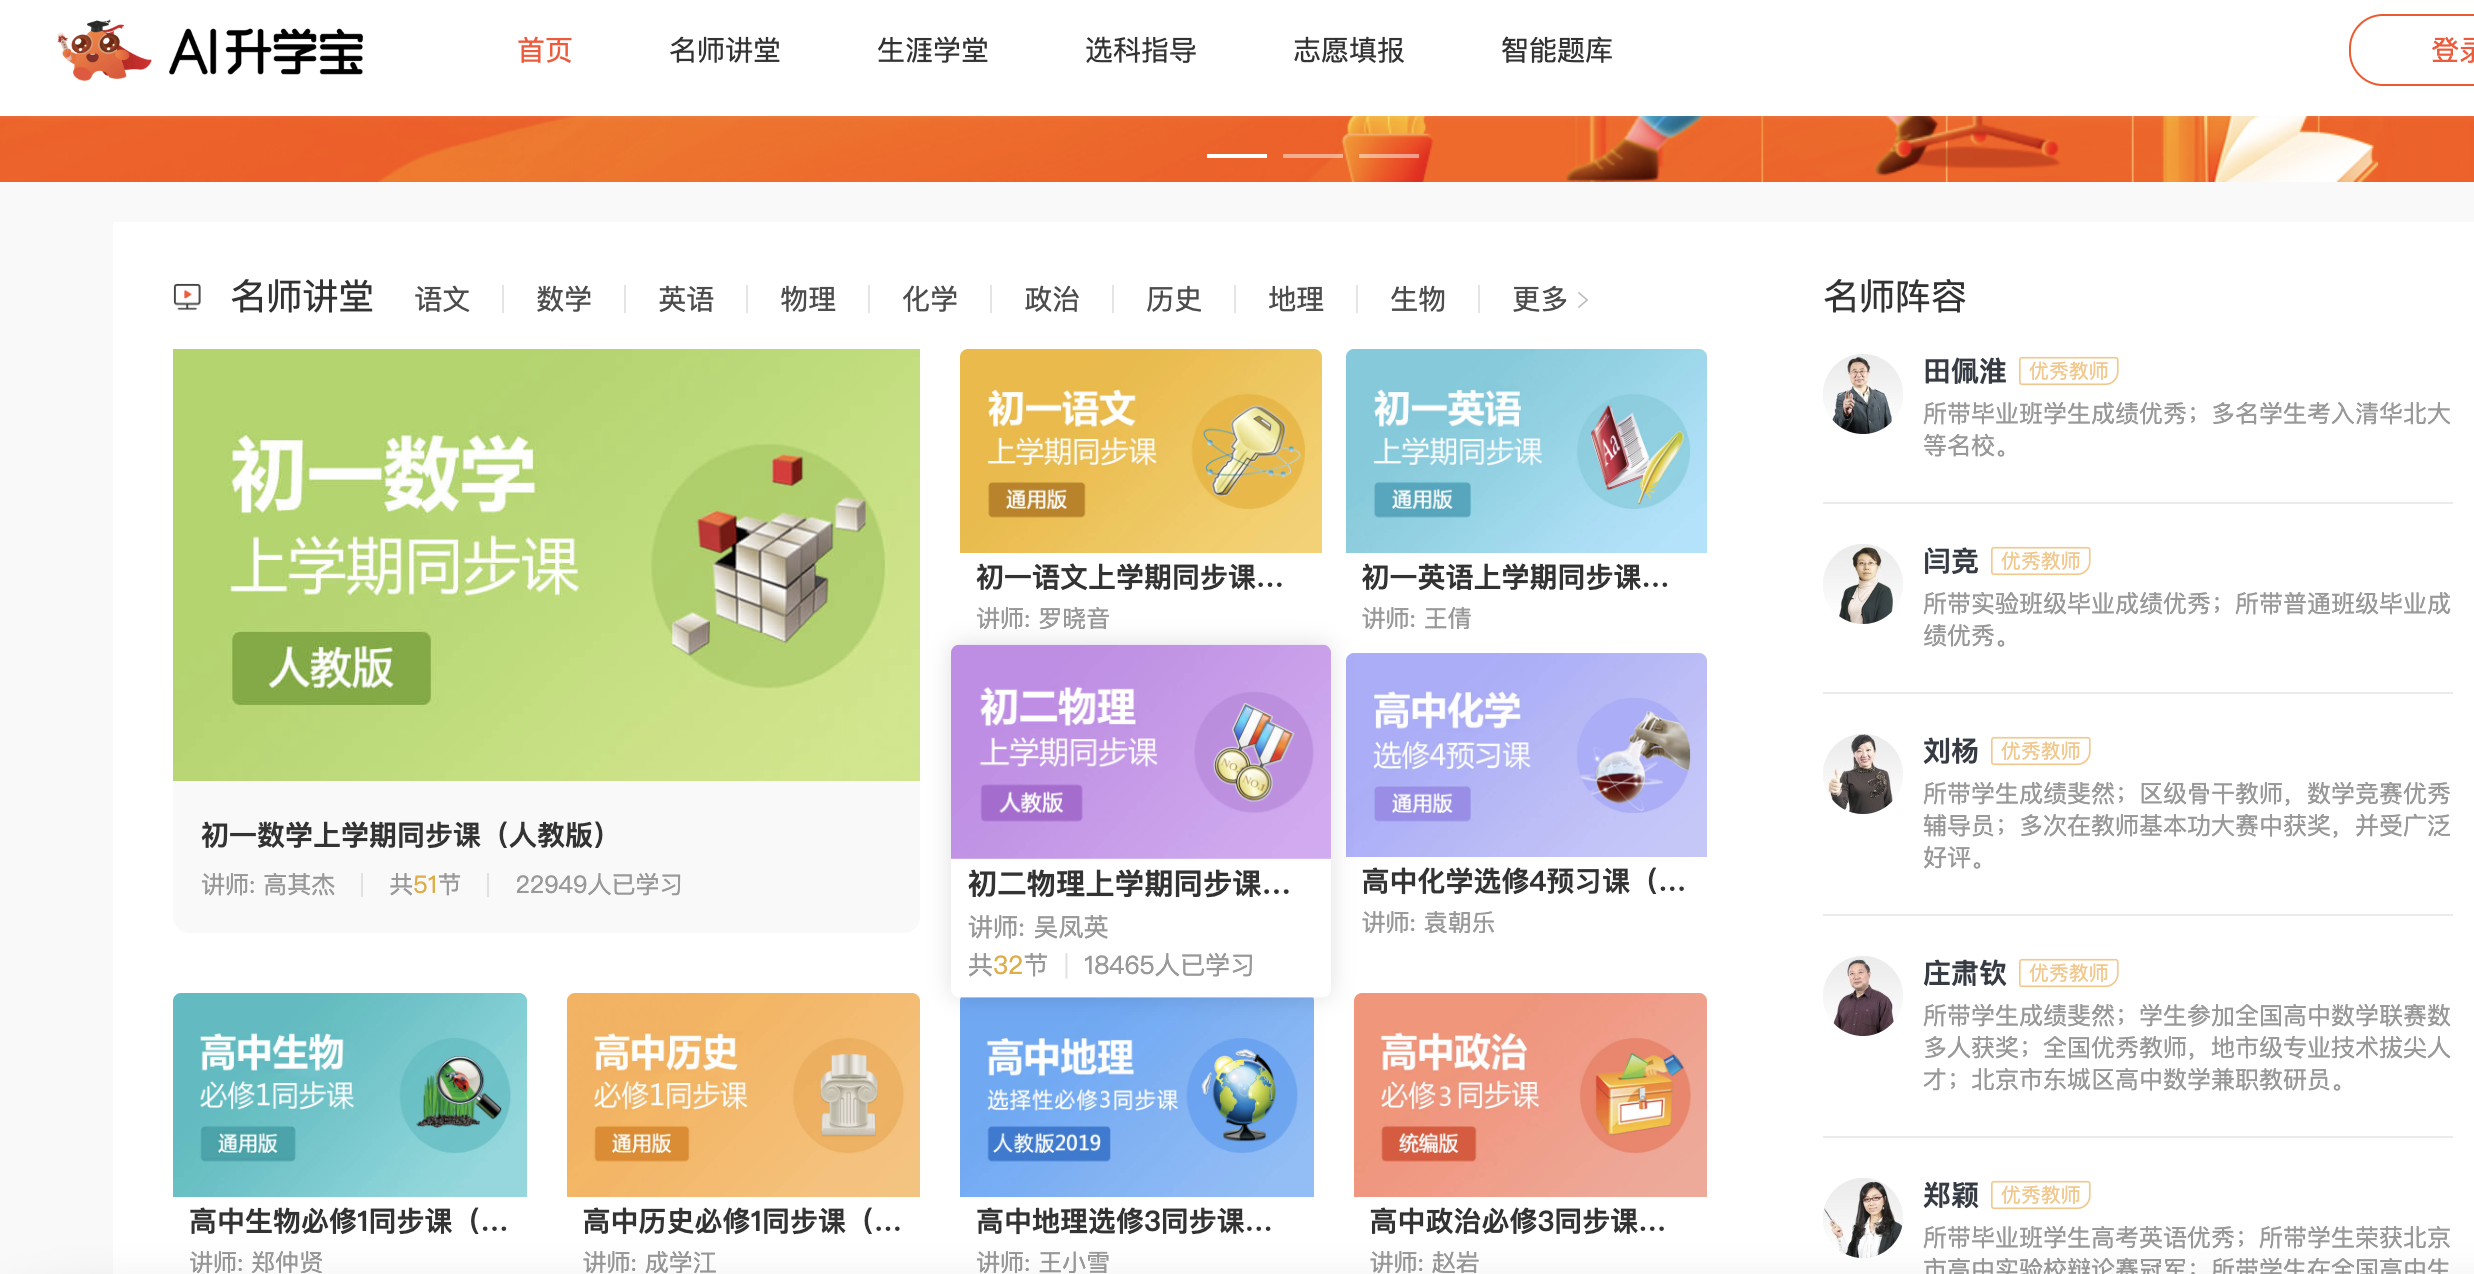 AI升学宝
首页 名师讲堂 生涯学堂 选科指导 志愿填报 智能题库
名师讲堂 语文 数学 英语 物理 化学 政治 历史 地理 生物 更多
初一数学
上学期同步课
人教版
初一数学上学期同步课（人教版）
讲师: 高其杰 共51节 22949人已学习
初一语文
上学期同步课
通用版
初一语文上学期同步课...
讲师: 罗晓音
初一英语
上学期同步课
通用版
初一英语上学期同步课...
讲师: 王倩
初二物理
上学期同步课
人教版
初二物理上学期同步课...
讲师: 吴凤英
共32节 18465人已学习
高中化学
选修4预习课
通用版
高中化学选修4预习课（...
讲师: 袁朝乐
高中生物
必修1同步课
通用版
高中生物必修1同步课（...
讲师: 郑仲贤
高中历史
必修1同步课
通用版
高中历史必修1同步课（...
讲师: 成学江
高中地理
选择性必修3同步课
人教版2019
高中地理选修3同步课...
讲师: 王小雪
高中政治
必修3同步课
统编版
高中政治必修3同步课...
讲师: 赵岩
名师阵容
田佩淮 优秀教师
所带毕业班学生成绩优秀；多名学生考入清华北大
等名校。
闫竞 优秀教师
所带实验班级毕业成绩优秀；所带普通班级毕业成
绩优秀。
刘杨 优秀教师
所带学生成绩斐然；区级骨干教师，数学竞赛优秀
辅导员；多次在教师基本功大赛中获奖，并受广泛
好评。
庄肃钦 优秀教师
所带学生成绩斐然；学生参加全国高中数学联赛数
多人获奖；全国优秀教师，地市级专业技术拔尖人
才；北京市东城区高中数学兼职教研员。
郑颖 优秀教师
所带毕业班学生高考英语优秀；所带学生荣获北京
市高中实验校辩论赛冠军；所带学生在全国高中生